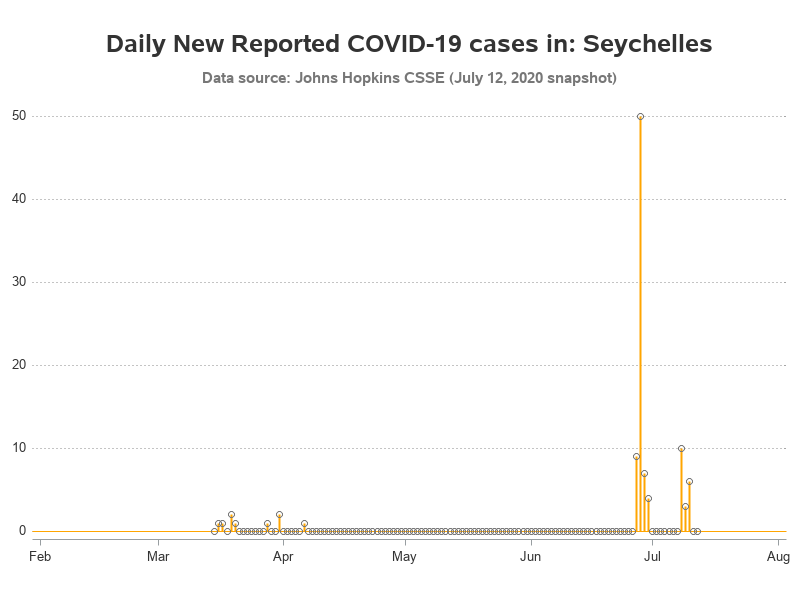 Daily New Reported COVID-19 cases in: Seychelles
Data source: Johns Hopkins CSSE (July 12, 2020 snapshot)
50
40
30
20
10
0
Feb Mar Apr May Jun Jul Aug